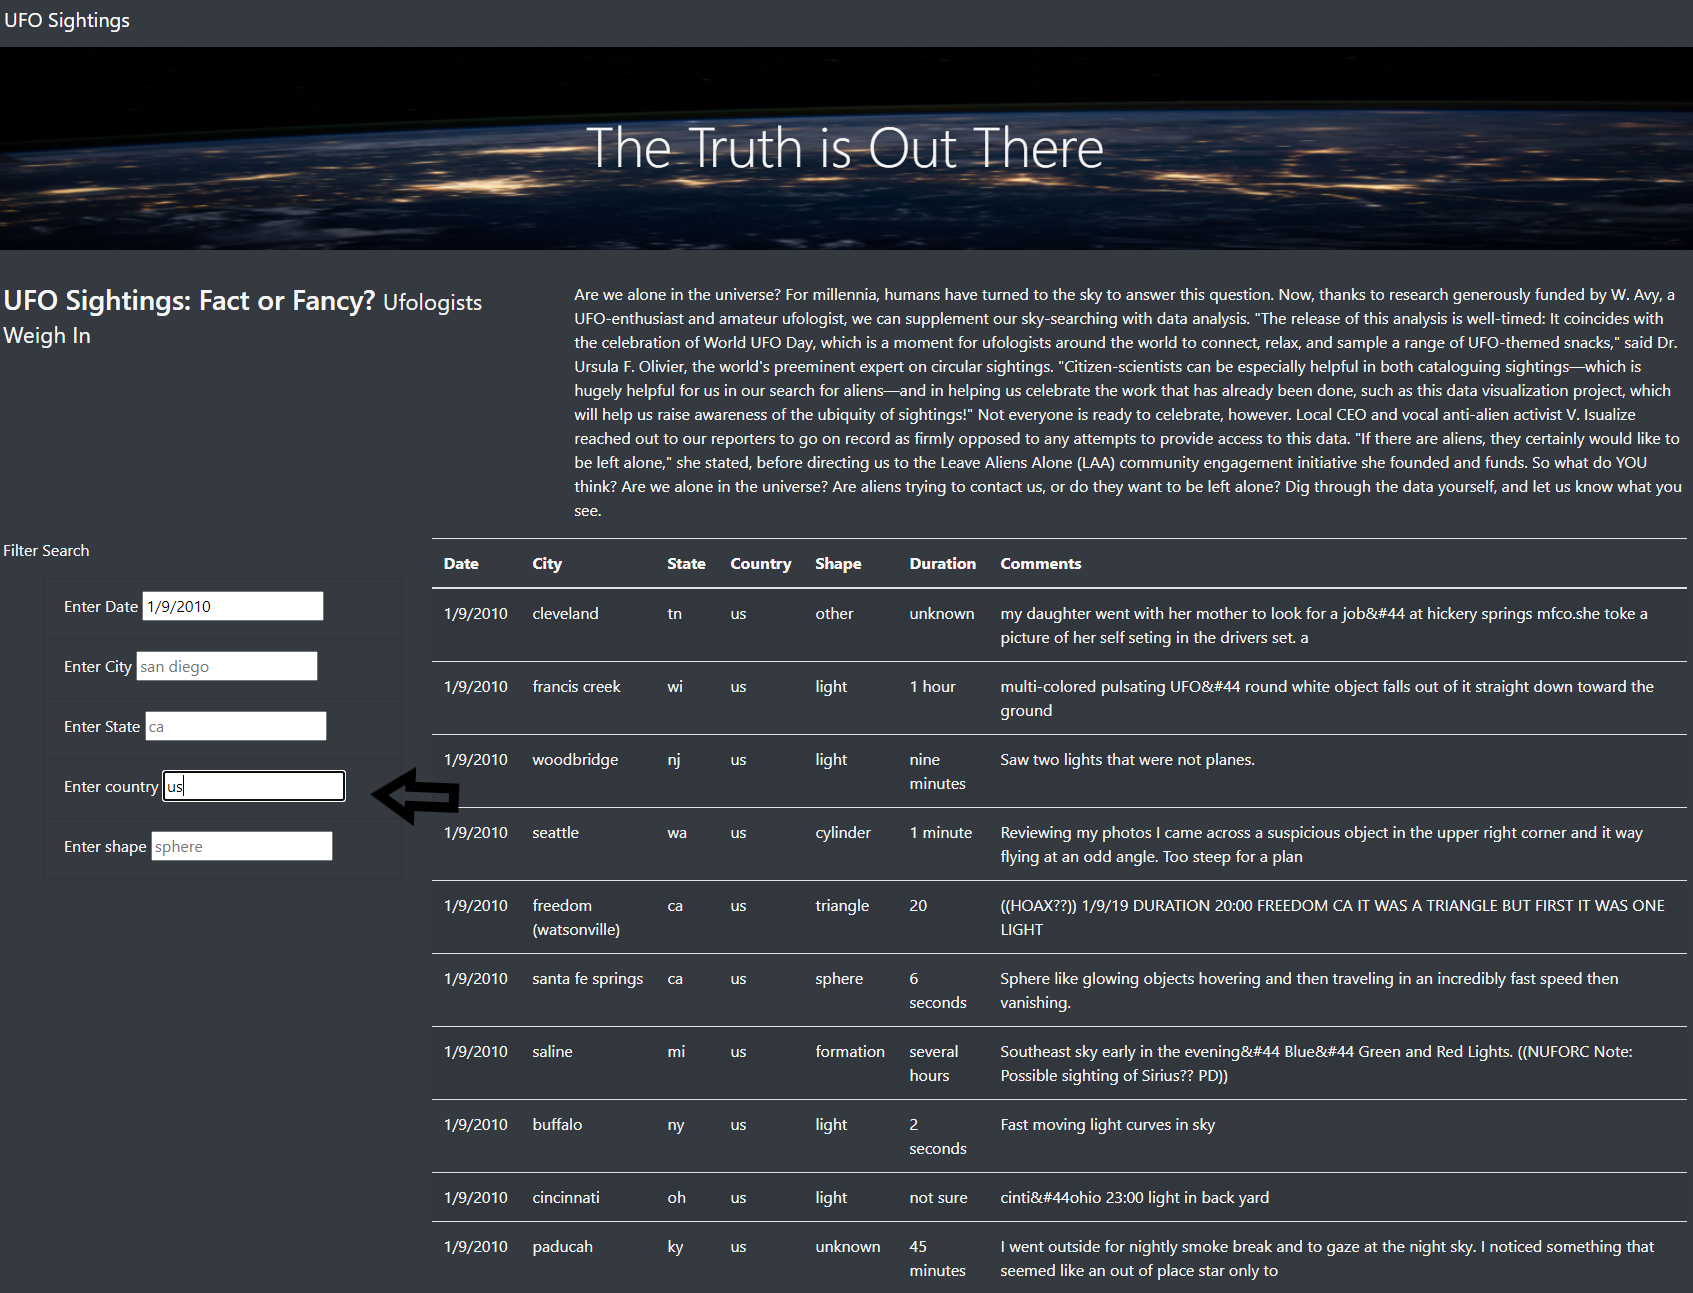 UFO Sightings
The Truth is Out There
UFO Sightings: Fact or Fancy? Ufologists
Weigh In
Are we alone in the universe? For millennia, humans have turned to the sky to answer this question. Now, thanks to research generously funded by W. Avy, a
UFO-enthusiast and amateur ufologist, we can supplement our sky-searching with data analysis. "The release of this analysis is well-timed: It coincides with
the celebration of World UFO Day, which is a moment for ufologists around the world to connect, relax, and sample a range of UFO-themed snacks," said Dr.
Ursula F. Olivier, the world's preeminent expert on circular sightings. "Citizen-scientists can be especially helpful in both cataloguing sightings—which is
hugely helpful for us in our search for aliens—and in helping us celebrate the work that has already been done, such as this data visualization project, which
will help us raise awareness of the ubiquity of sightings!" Not everyone is ready to celebrate, however. Local CEO and vocal anti-alien activist V. Isualize
reached out to our reporters to go on record as firmly opposed to any attempts to provide access to this data. "If there are aliens, they certainly would like to
be left alone," she stated, before directing us to the Leave Aliens Alone (LAA) community engagement initiative she founded and funds. So what do YOU
think? Are we alone in the universe? Are aliens trying to contact us, or do they want to be left alone? Dig through the data yourself, and let us know what you
see.
Filter Search
Enter Date 1/9/2010
Enter City san diego
Enter State ca
Enter country us
Enter shape sphere
Date City State Country Shape Duration Comments
1/9/2010 cleveland tn us other unknown my daughter went with her mother to look for a job&#44 at hickery springs mfco.she toke a
picture of her self seting in the drivers set. a
1/9/2010 francis creek wi us light 1 hour multi-colored pulsating UFO&#44 round white object falls out of it straight down toward the
ground
1/9/2010 woodbridge nj us light nine Saw two lights that were not planes.
minutes
1/9/2010 seattle wa us cylinder 1 minute Reviewing my photos I came across a suspicious object in the upper right corner and it way
flying at an odd angle. Too steep for a plan
1/9/2010 freedom ca us triangle 20 ((HOAX??)) 1/9/19 DURATION 20:00 FREEDOM CA IT WAS A TRIANGLE BUT FIRST IT WAS ONE
(watsonville) LIGHT
1/9/2010 santa fe springs ca us sphere 6 Sphere like glowing objects hovering and then traveling in an incredibly fast speed then
seconds vanishing.
1/9/2010 saline mi us formation several Southeast sky early in the evening&#44 Blue&#44 Green and Red Lights. ((NUFORC Note:
hours Possible sighting of Sirius?? PD))
1/9/2010 buffalo ny us light 2 Fast moving light curves in sky
seconds
1/9/2010 cincinnati oh us light not sure cinti&#44ohio 23:00 light in back yard
1/9/2010 paducah ky us unknown 45 I went outside for nightly smoke break and to gaze at the night sky. I noticed something that
minutes seemed like an out of place star only to